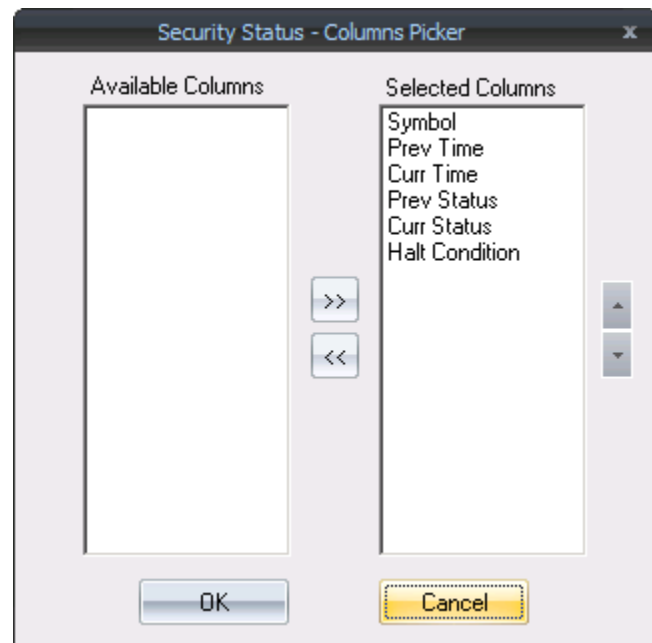 Security Status - Columns Picker
x
Available Columns
Selected Columns
Symbol
Prev Time
Curr Time
Prev Status
Curr Status
Halt Condition
>>
<<
OK
Cancel